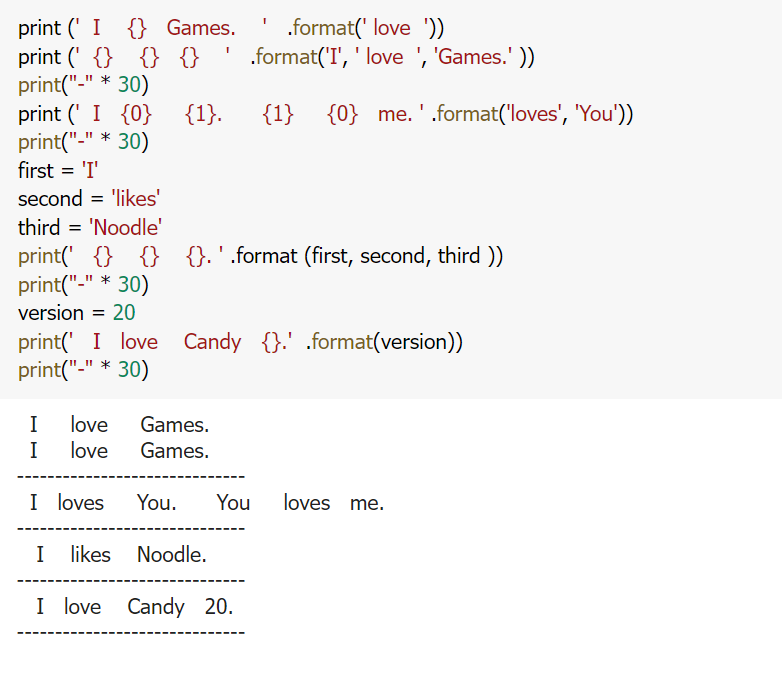 print (' I {} Games. ' .format(' love '))
print (' {} {} {} ' .format('I', ' love ', 'Games.' ))
print("-" * 30)
print (' I {0} {1}. {1} {0} me. ' .format('loves', 'You'))
print("-" * 30)
first = 'I'
second = 'likes'
third = 'Noodle'
print(' {} {} {}. ' .format (first, second, third ))
print("-" * 30)
version = 20
print(' I love Candy {}.' .format(version))
print("-" * 30)
I love Games.
I love Games.
------------------------------
I loves You. You loves me.
------------------------------
I likes Noodle.
------------------------------
I love Candy 20.
------------------------------